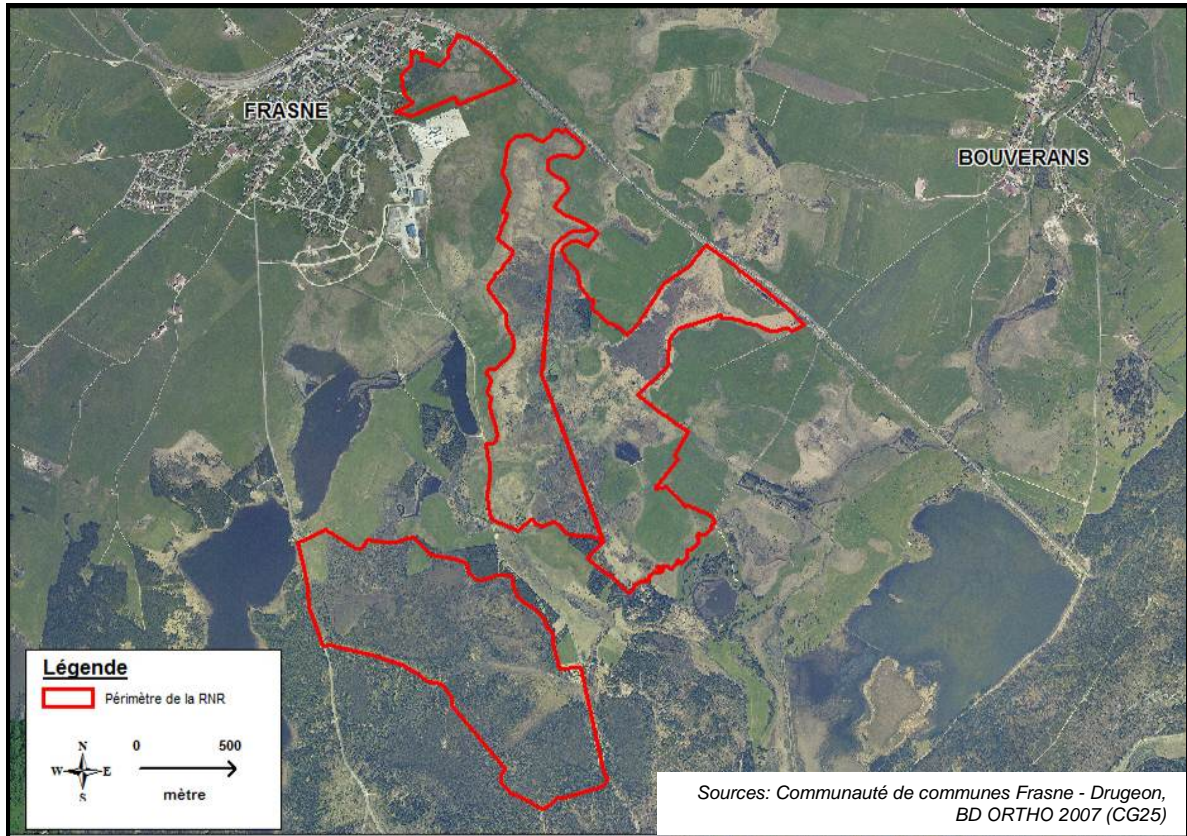 FRASNE
BOUVERANS
Légende
Périmètre de la RNR
N
W E
S
0 500
mètre
Sources: Communauté de communes Frasne - Drugeon,
BD ORTHO 2007 (CG25)